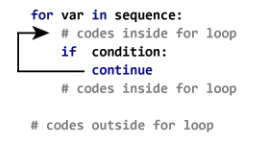 for var in sequence:
# codes inside for loop
if condition:
continue
# codes inside for loop
# codes outside for loop